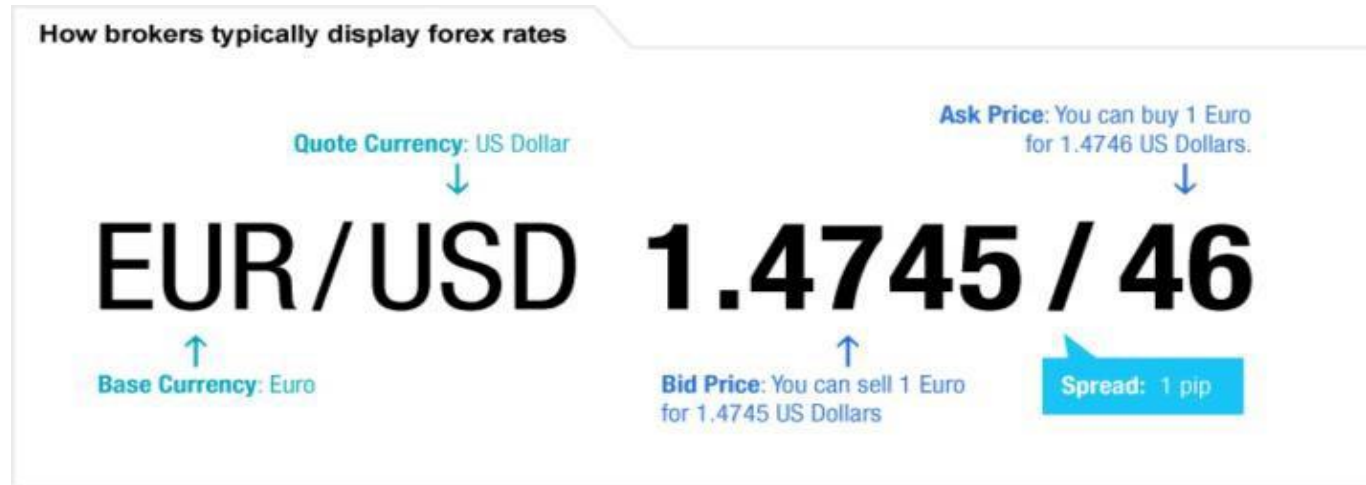 How brokers typically display forex rates
Ask Price: You can buy 1 Euro
for 1.4746 US Dollars.
Quote Currency: US Dollar
EUR/USD 1.4745 / 46
Base Currency: Euro
Bid Price: You can sell 1 Euro
for 1.4745 US Dollars
Spread: 1 pip